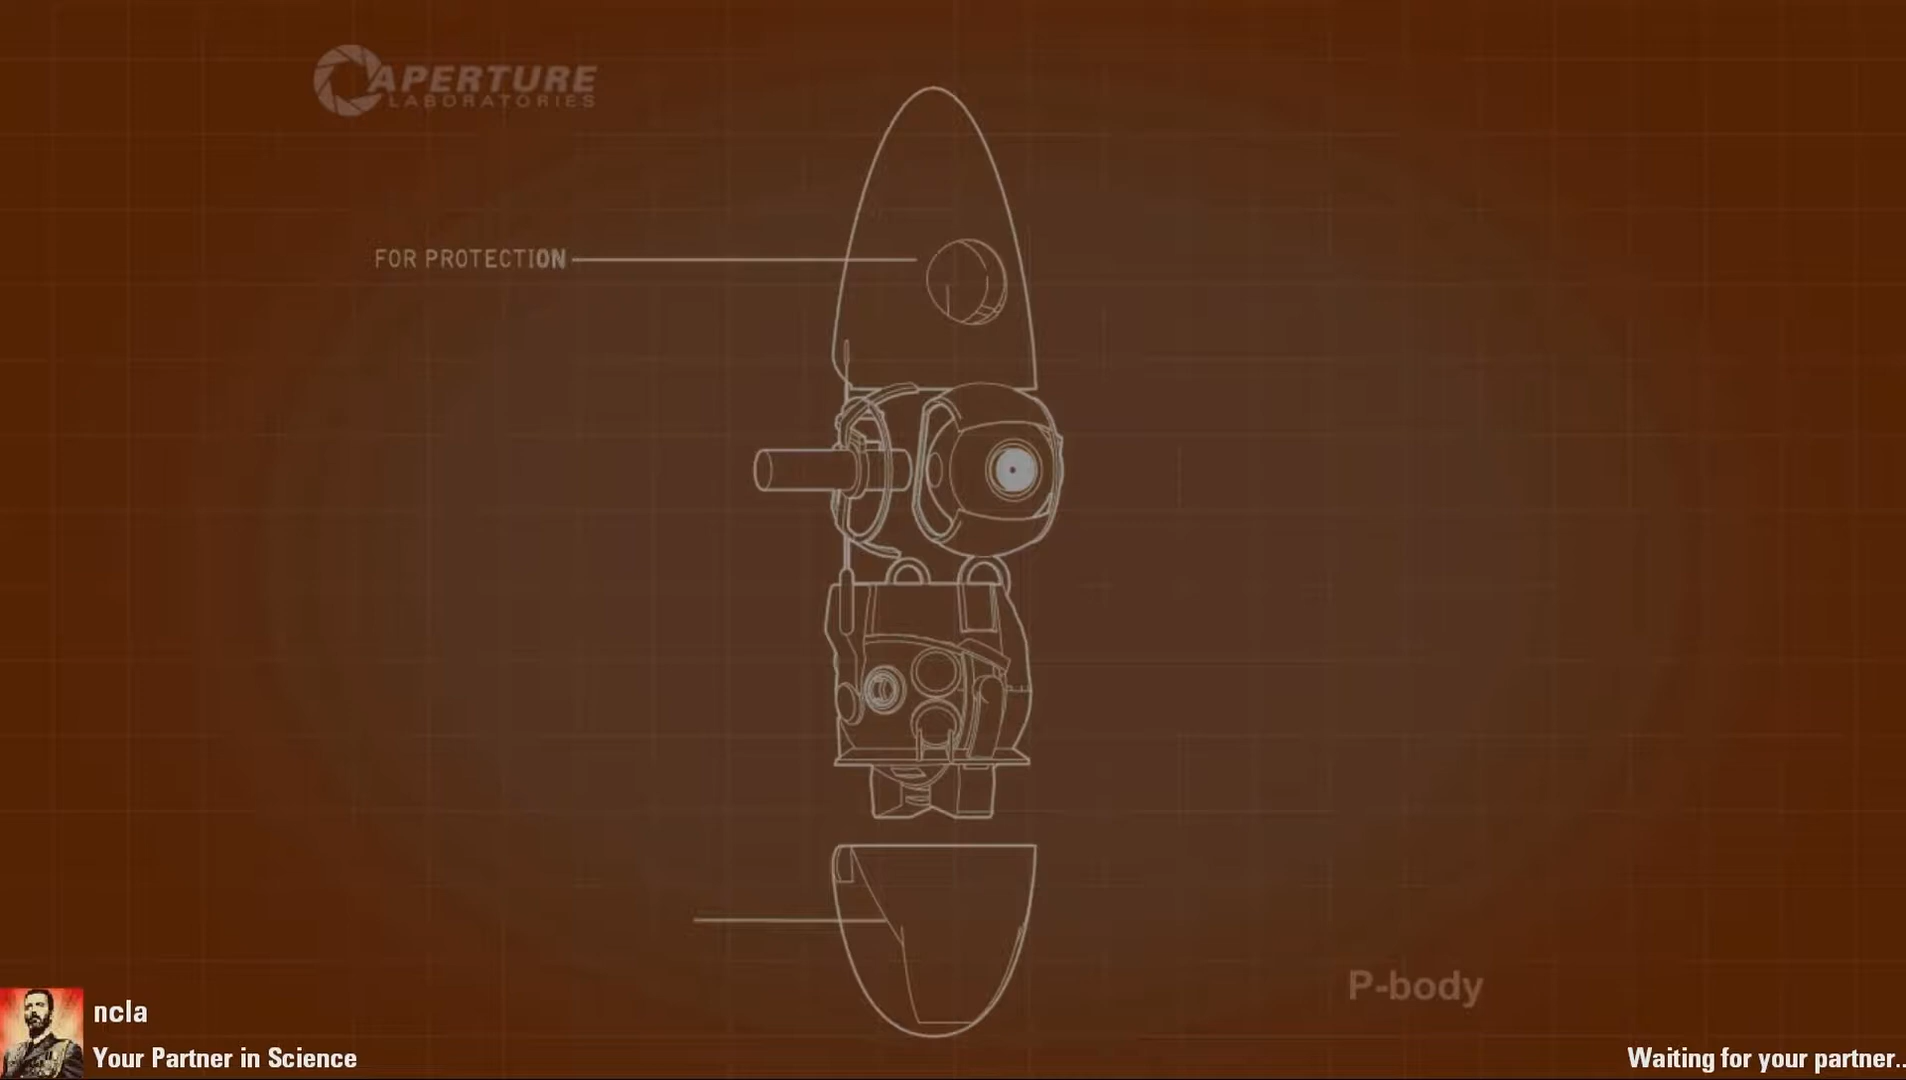 APERTURE
LABORATORIES
FOR PROTECTION
P-body
ncla
Your Partner in Science
Waiting for your partner..